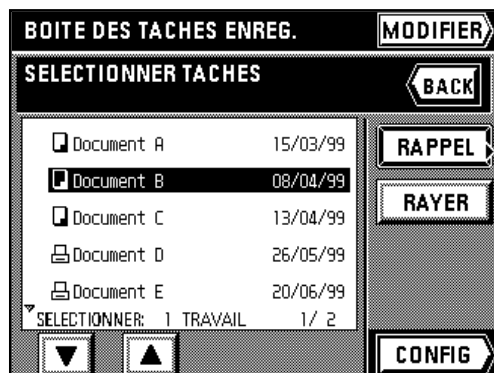 BOITE DES TACHES ENREG. MODIFIER
SELECTIONNER TACHES BACK
Document A 15/03/99 RAPPEL
Document B 08/04/99 RAYER
Document C 13/04/99
Document D 26/05/99
Document E 20/06/99
SELECTIONNER: 1 TRAVAIL 1/ 2
CONFIG